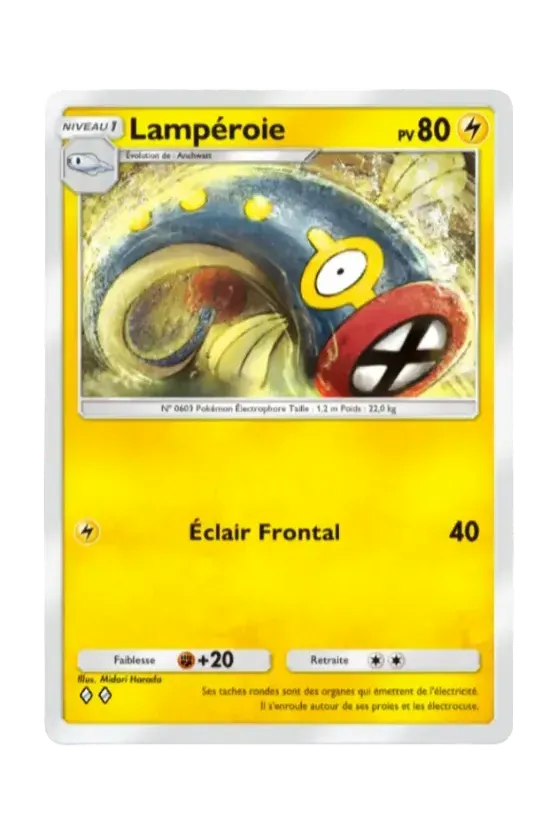 NIVEAU 1 Lampéroie PV 80
Évolution de : Anchwatt
N° 0603 Pokémon Électrophore Taille : 1,2 m Poids : 22,0 kg
Éclair Frontal 40
Faiblesse +20 Retraite
Illus. Midori Harada
Ses taches rondes sont des organes qui émettent de l'électricité.
Il s'enroule autour de ses proies et les électrocute.